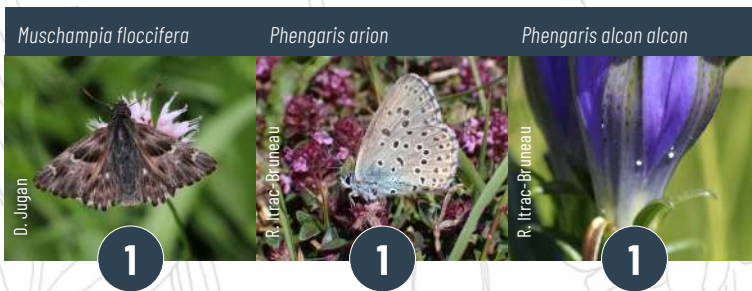 Muschampia floccifera
Phengaris arion
Phengaris alcon alcon
D. Jugan
R. Itrac-Bruneau
R. Itrac-Bruneau
1
1
1